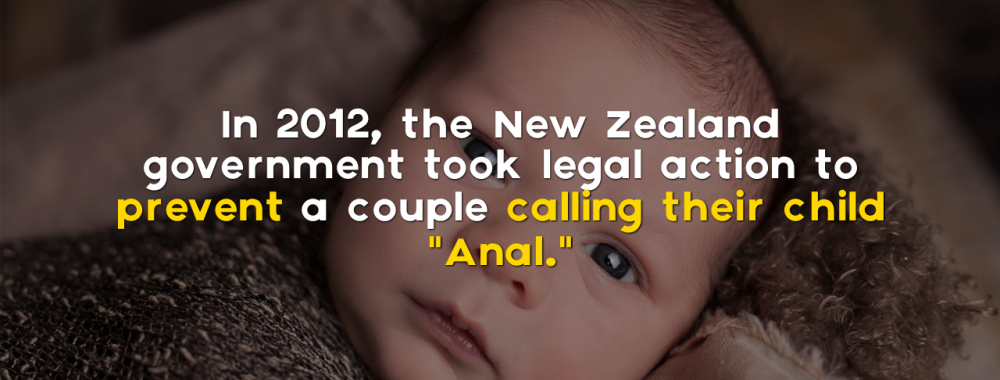 In 2012, the New Zealand
government took legal action to
prevent a couple calling their child
"Anal."